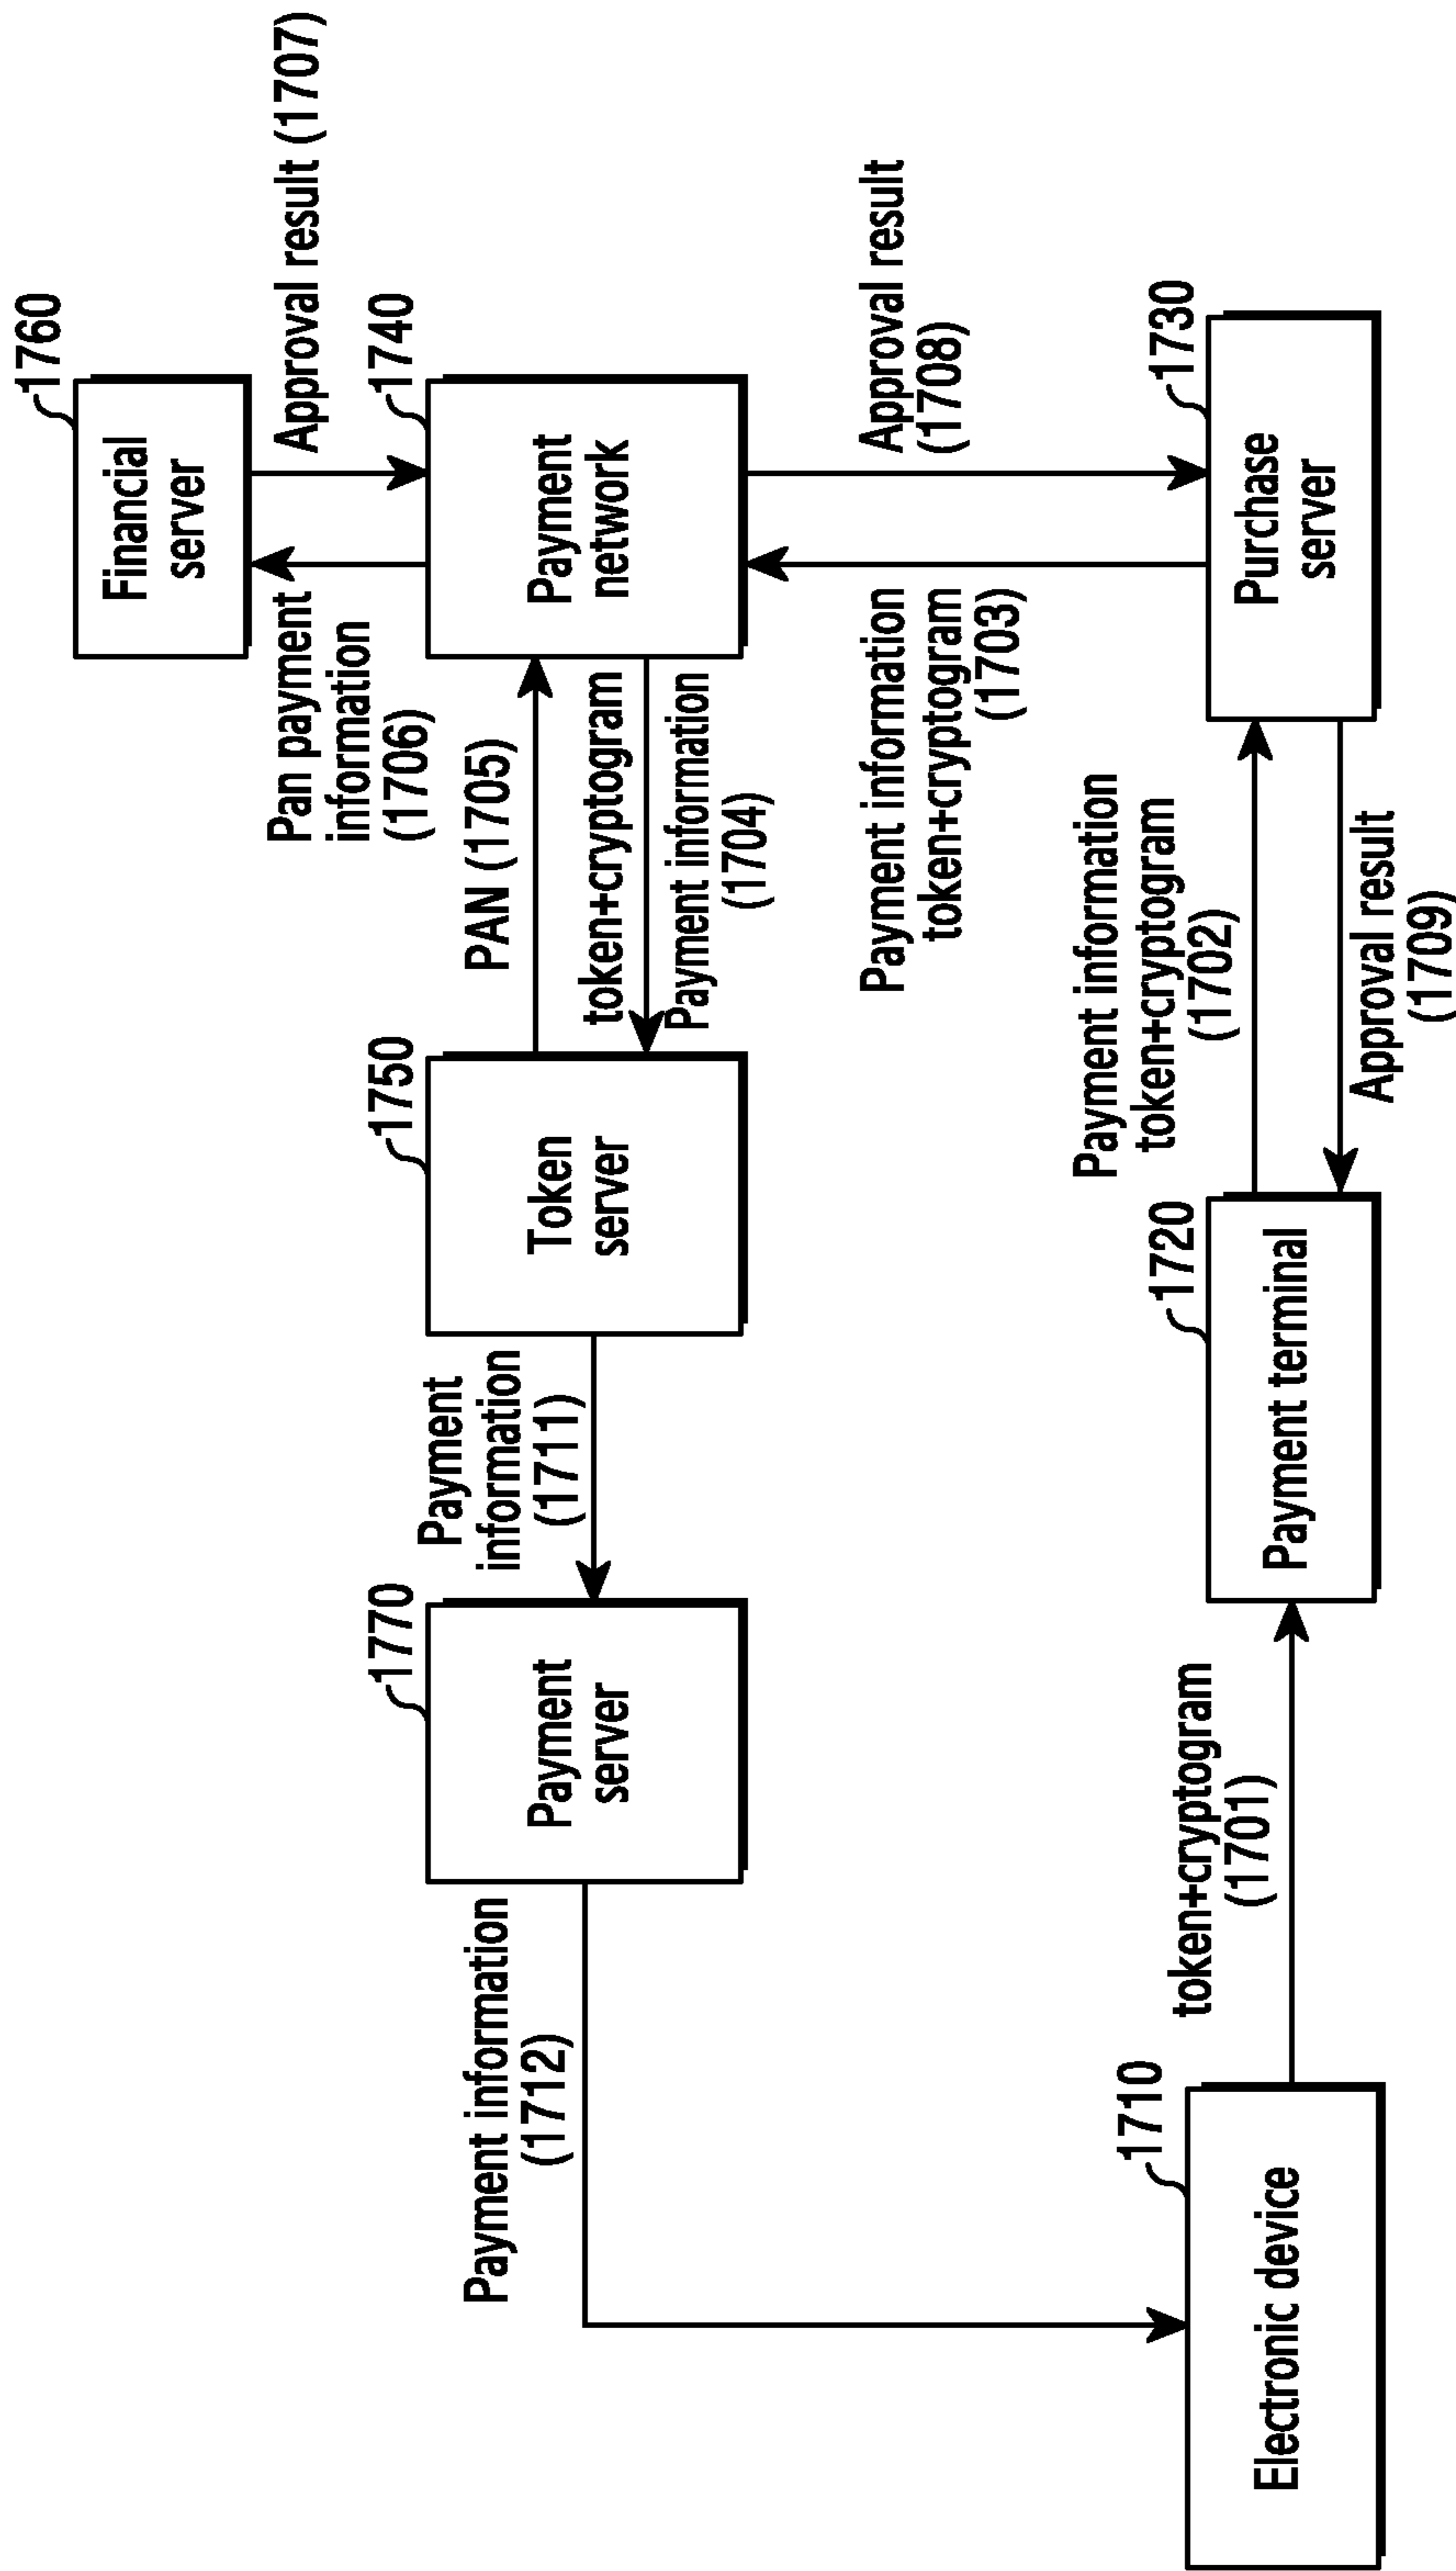 1760
Financial
server
Pan payment
information
(1706)
Approval result (1707)
1770
Payment
server
Payment
information
(1711)
1750
Token
server
PAN (1705)
token+cryptogram
Payment information
(1704)
1740
Payment
network
Payment information
(1712)
Payment information
token+cryptogram
(1703)
Approval result
(1708)
1710
Electronic device
token+cryptogram
(1701)
1720
Payment terminal
Payment information
token+cryptogram
(1702)
Approval result
(1709)
1730
Purchase
server